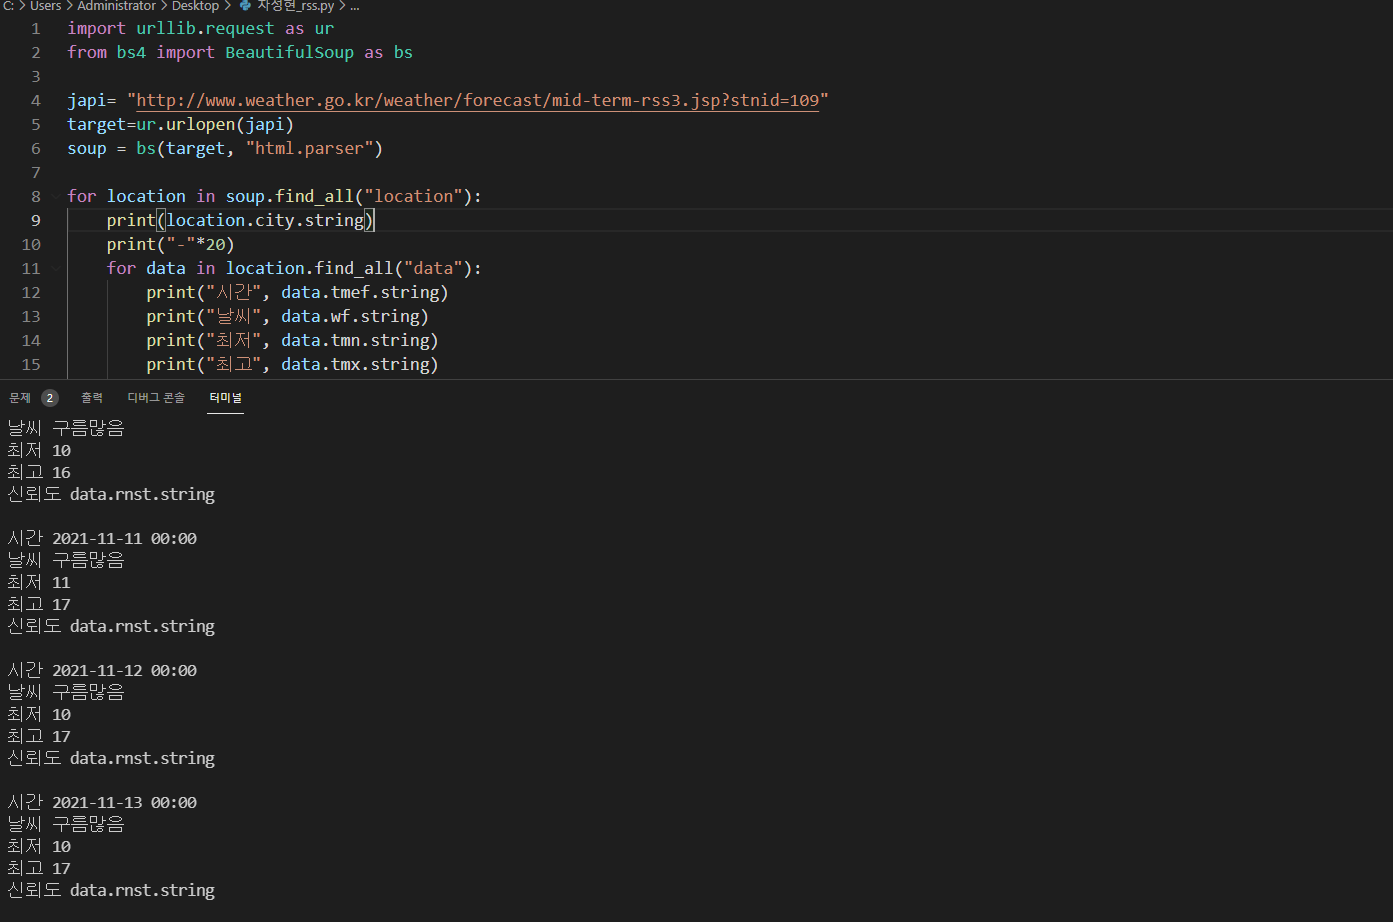 C: > Users > Administrator > Desktop > 차성현_rss.py > ...
1 import urllib.request as ur
2 from bs4 import BeautifulSoup as bs
3
4 japi= "http://www.weather.go.kr/weather/forecast/mid-term-rss3.jsp?stnid=109"
5 target=ur.urlopen(japi)
6 soup = bs(target, "html.parser")
7
8 for location in soup.find_all("location"):
9 print(location.city.string)
10 print("-"*20)
11 for data in location.find_all("data"):
12 print("시간", data.tmef.string)
13 print("날씨", data.wf.string)
14 print("최저", data.tmn.string)
15 print("최고", data.tmx.string)
문제 2 출력 디버그 콘솔 터미널
날씨 구름많음
최저 10
최고 16
신뢰도 data.rnst.string
시간 2021-11-11 00:00
날씨 구름많음
최저 11
최고 17
신뢰도 data.rnst.string
시간 2021-11-12 00:00
날씨 구름많음
최저 10
최고 17
신뢰도 data.rnst.string
시간 2021-11-13 00:00
날씨 구름많음
최저 10
최고 17
신뢰도 data.rnst.string